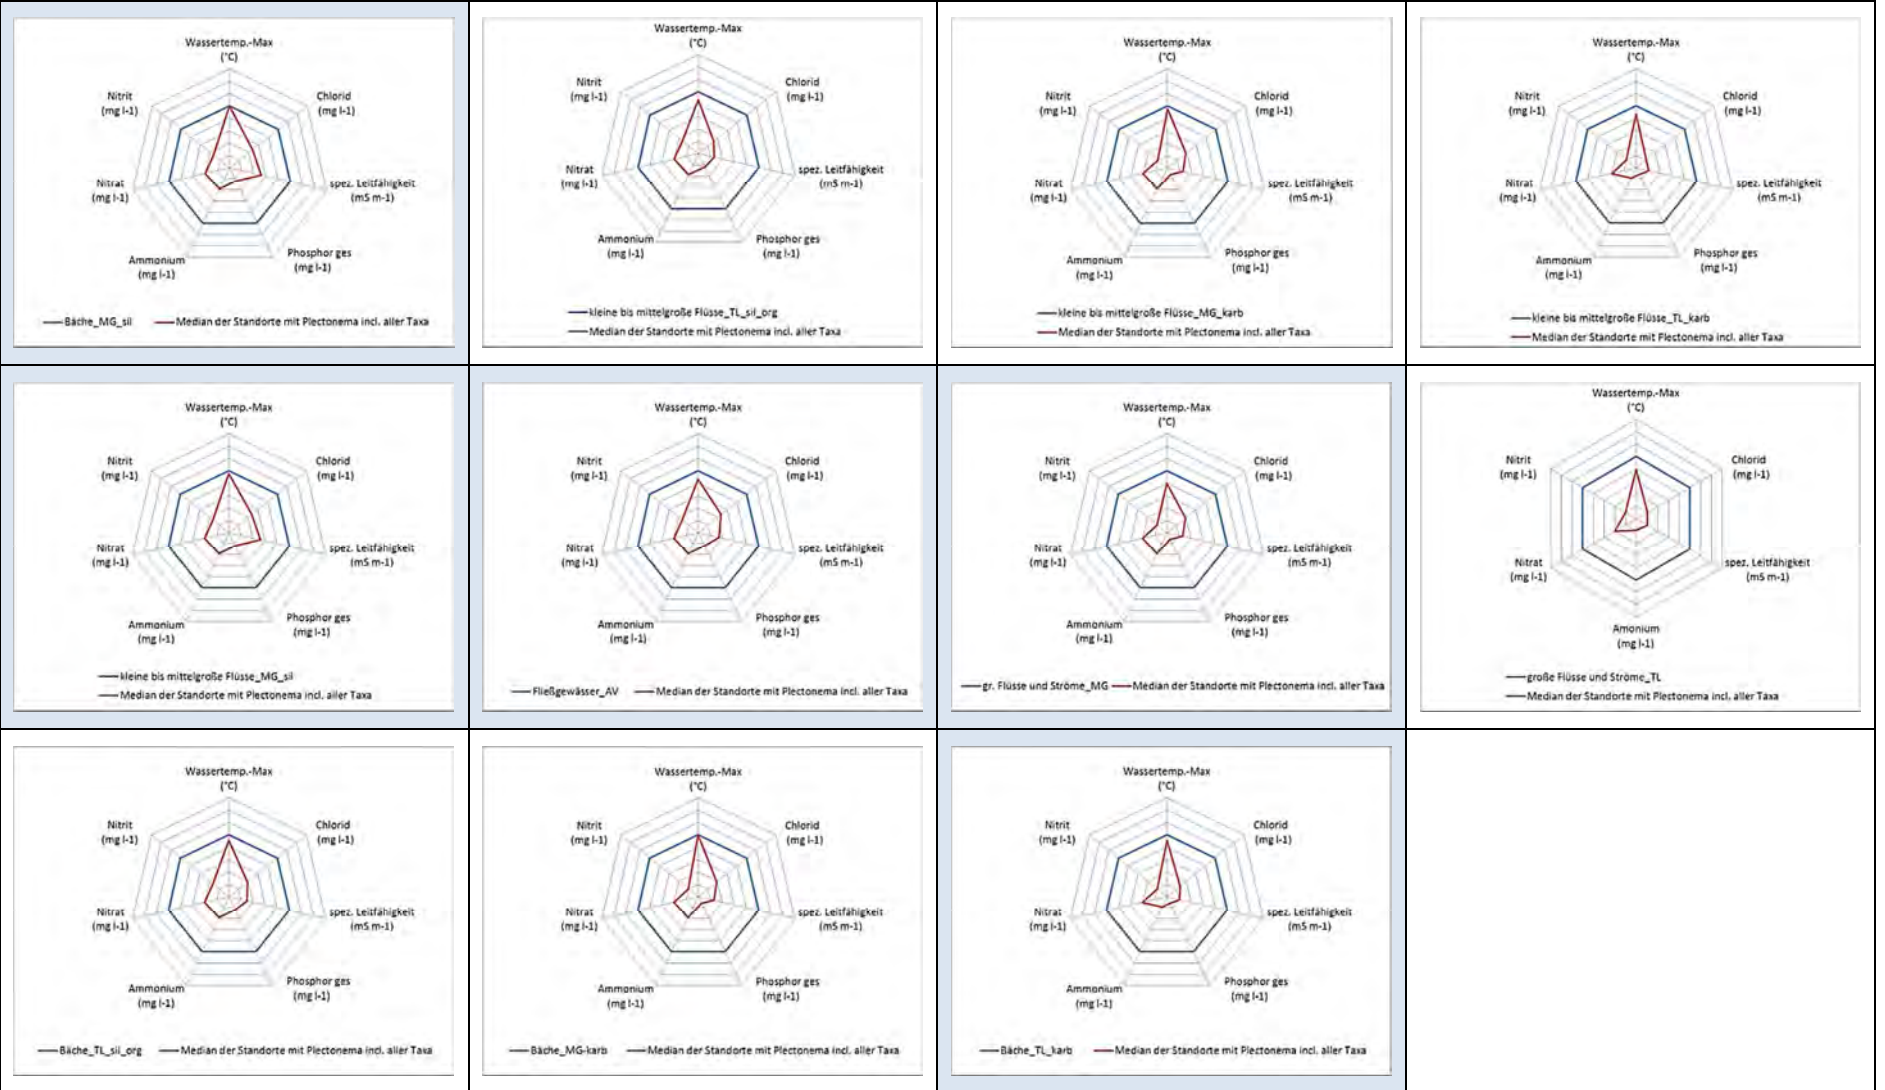 Wassertemp.-Max
(°C)
Nitrit
(mg l-1)
Chlorid
(mg l-1)
Nitrat
(mg l-1)
spez. Leitfähigkeit
(mS m-1)
Ammonium
(mg l-1)
Phosphor ges
(mg l-1)
Bäche_MG_sil
Median der Standorte mit Plectonema incl. aller Taxa
Wassertemp.-Max
(°C)
Nitrit
(mg l-1)
Chlorid
(mg l-1)
Nitrat
(mg l-1)
spez. Leitfähigkeit
(mS m-1)
Ammonium
(mg l-1)
Phosphor ges
(mg l-1)
kleine bis mittelgroße Flüsse_TL_sil_org
Median der Standorte mit Plectonema incl. aller Taxa
Wassertemp.-Max
(°C)
Nitrit
(mg l-1)
Chlorid
(mg l-1)
Nitrat
(mg l-1)
spez. Leitfähigkeit
(mS m-1)
Ammonium
(mg l-1)
Phosphor ges
(mg l-1)
kleine bis mittelgroße Flüsse_MG_karb
Median der Standorte mit Plectonema incl. aller Taxa
Wassertemp.-Max
(°C)
Nitrit
(mg l-1)
Chlorid
(mg l-1)
Nitrat
(mg l-1)
spez. Leitfähigkeit
(mS m-1)
Ammonium
(mg l-1)
Phosphor ges
(mg l-1)
kleine bis mittelgroße Flüsse_TL_karb
Median der Standorte mit Plectonema incl. aller Taxa
Wassertemp.-Max
(°C)
Nitrit
(mg l-1)
Chlorid
(mg l-1)
Nitrat
(mg l-1)
spez. Leitfähigkeit
(mS m-1)
Ammonium
(mg l-1)
Phosphor ges
(mg l-1)
kleine bis mittelgroße Flüsse_MG_sil
Median der Standorte mit Plectonema incl. aller Taxa
Wassertemp.-Max
(°C)
Nitrit
(mg l-1)
Chlorid
(mg l-1)
Nitrat
(mg l-1)
spez. Leitfähigkeit
(mS m-1)
Ammonium
(mg l-1)
Phosphor ges
(mg l-1)
Fließgewässer_AV
Median der Standorte mit Plectonema incl. aller Taxa
Wassertemp.-Max
(°C)
Nitrit
(mg l-1)
Chlorid
(mg l-1)
Nitrat
(mg l-1)
spez. Leitfähigkeit
(mS m-1)
Ammonium
(mg l-1)
Phosphor ges
(mg l-1)
gr. Flüsse und Ströme_MG
Median der Standorte mit Plectonema incl. aller Taxa
Wassertemp.-Max
(°C)
Nitrit
(mg l-1)
Chlorid
(mg l-1)
Nitrat
(mg l-1)
spez. Leitfähigkeit
(mS m-1)
Amonium
(mg l-1)
große Flüsse und Ströme_TL
Median der Standorte mit Plectonema incl. aller Taxa
Wassertemp.-Max
(°C)
Nitrit
(mg l-1)
Chlorid
(mg l-1)
Nitrat
(mg l-1)
spez. Leitfähigkeit
(mS m-1)
Ammonium
(mg l-1)
Phosphor ges
(mg l-1)
Bäche_TL_sil_org
Median der Standorte mit Plectonema incl. aller Taxa
Wassertemp.-Max
(°C)
Nitrit
(mg l-1)
Chlorid
(mg l-1)
Nitrat
(mg l-1)
spez. Leitfähigkeit
(mS m-1)
Ammonium
(mg l-1)
Phosphor ges
(mg l-1)
Bäche_MG-karb
Median der Standorte mit Plectonema incl. aller Taxa
Wassertemp.-Max
(°C)
Nitrit
(mg l-1)
Chlorid
(mg l-1)
Nitrat
(mg l-1)
spez. Leitfähigkeit
(mS m-1)
Ammonium
(mg l-1)
Phosphor ges
(mg l-1)
Bäche_TL_karb
Median der Standorte mit Plectonema incl. aller Taxa